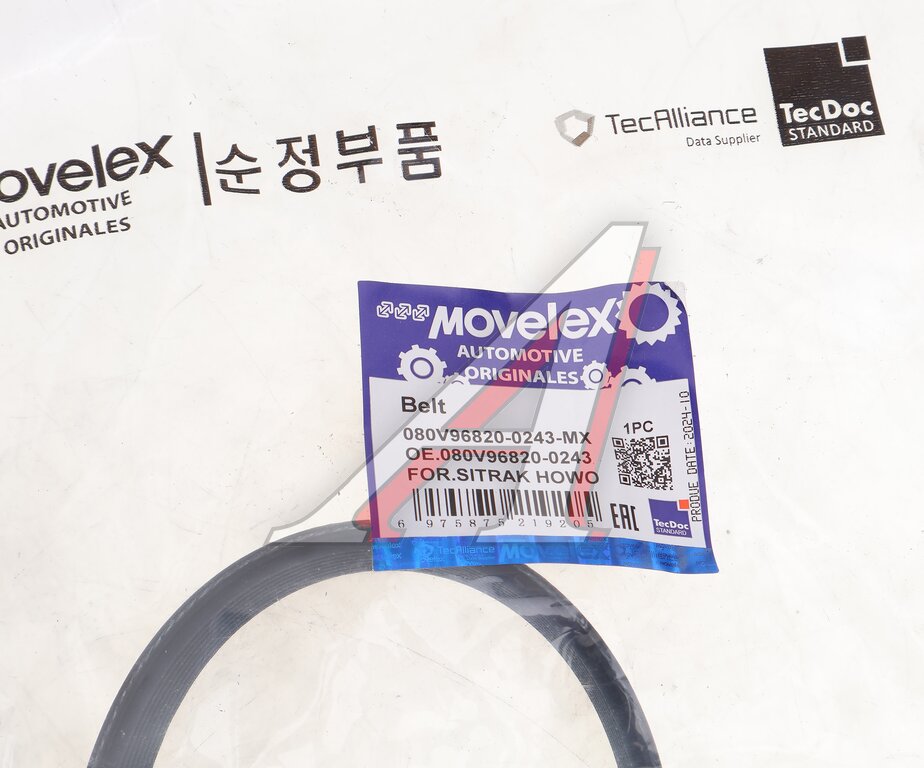 TecAlliance
Data Supplier
TecDoc
STANDARD
ovelex
순정부품
AUTOMOTIVE
ORIGINALES
Movelex
AUTOMOTIVE
ORIGINALES
Belt
080V96820-0243-MX
OE.080V96820-0243
FOR.SITRAK HOWO
1PC
6 975875 219205
EAC
TecDoc
STANDARD
PRODUE DATE:2024-10
TecAlliance